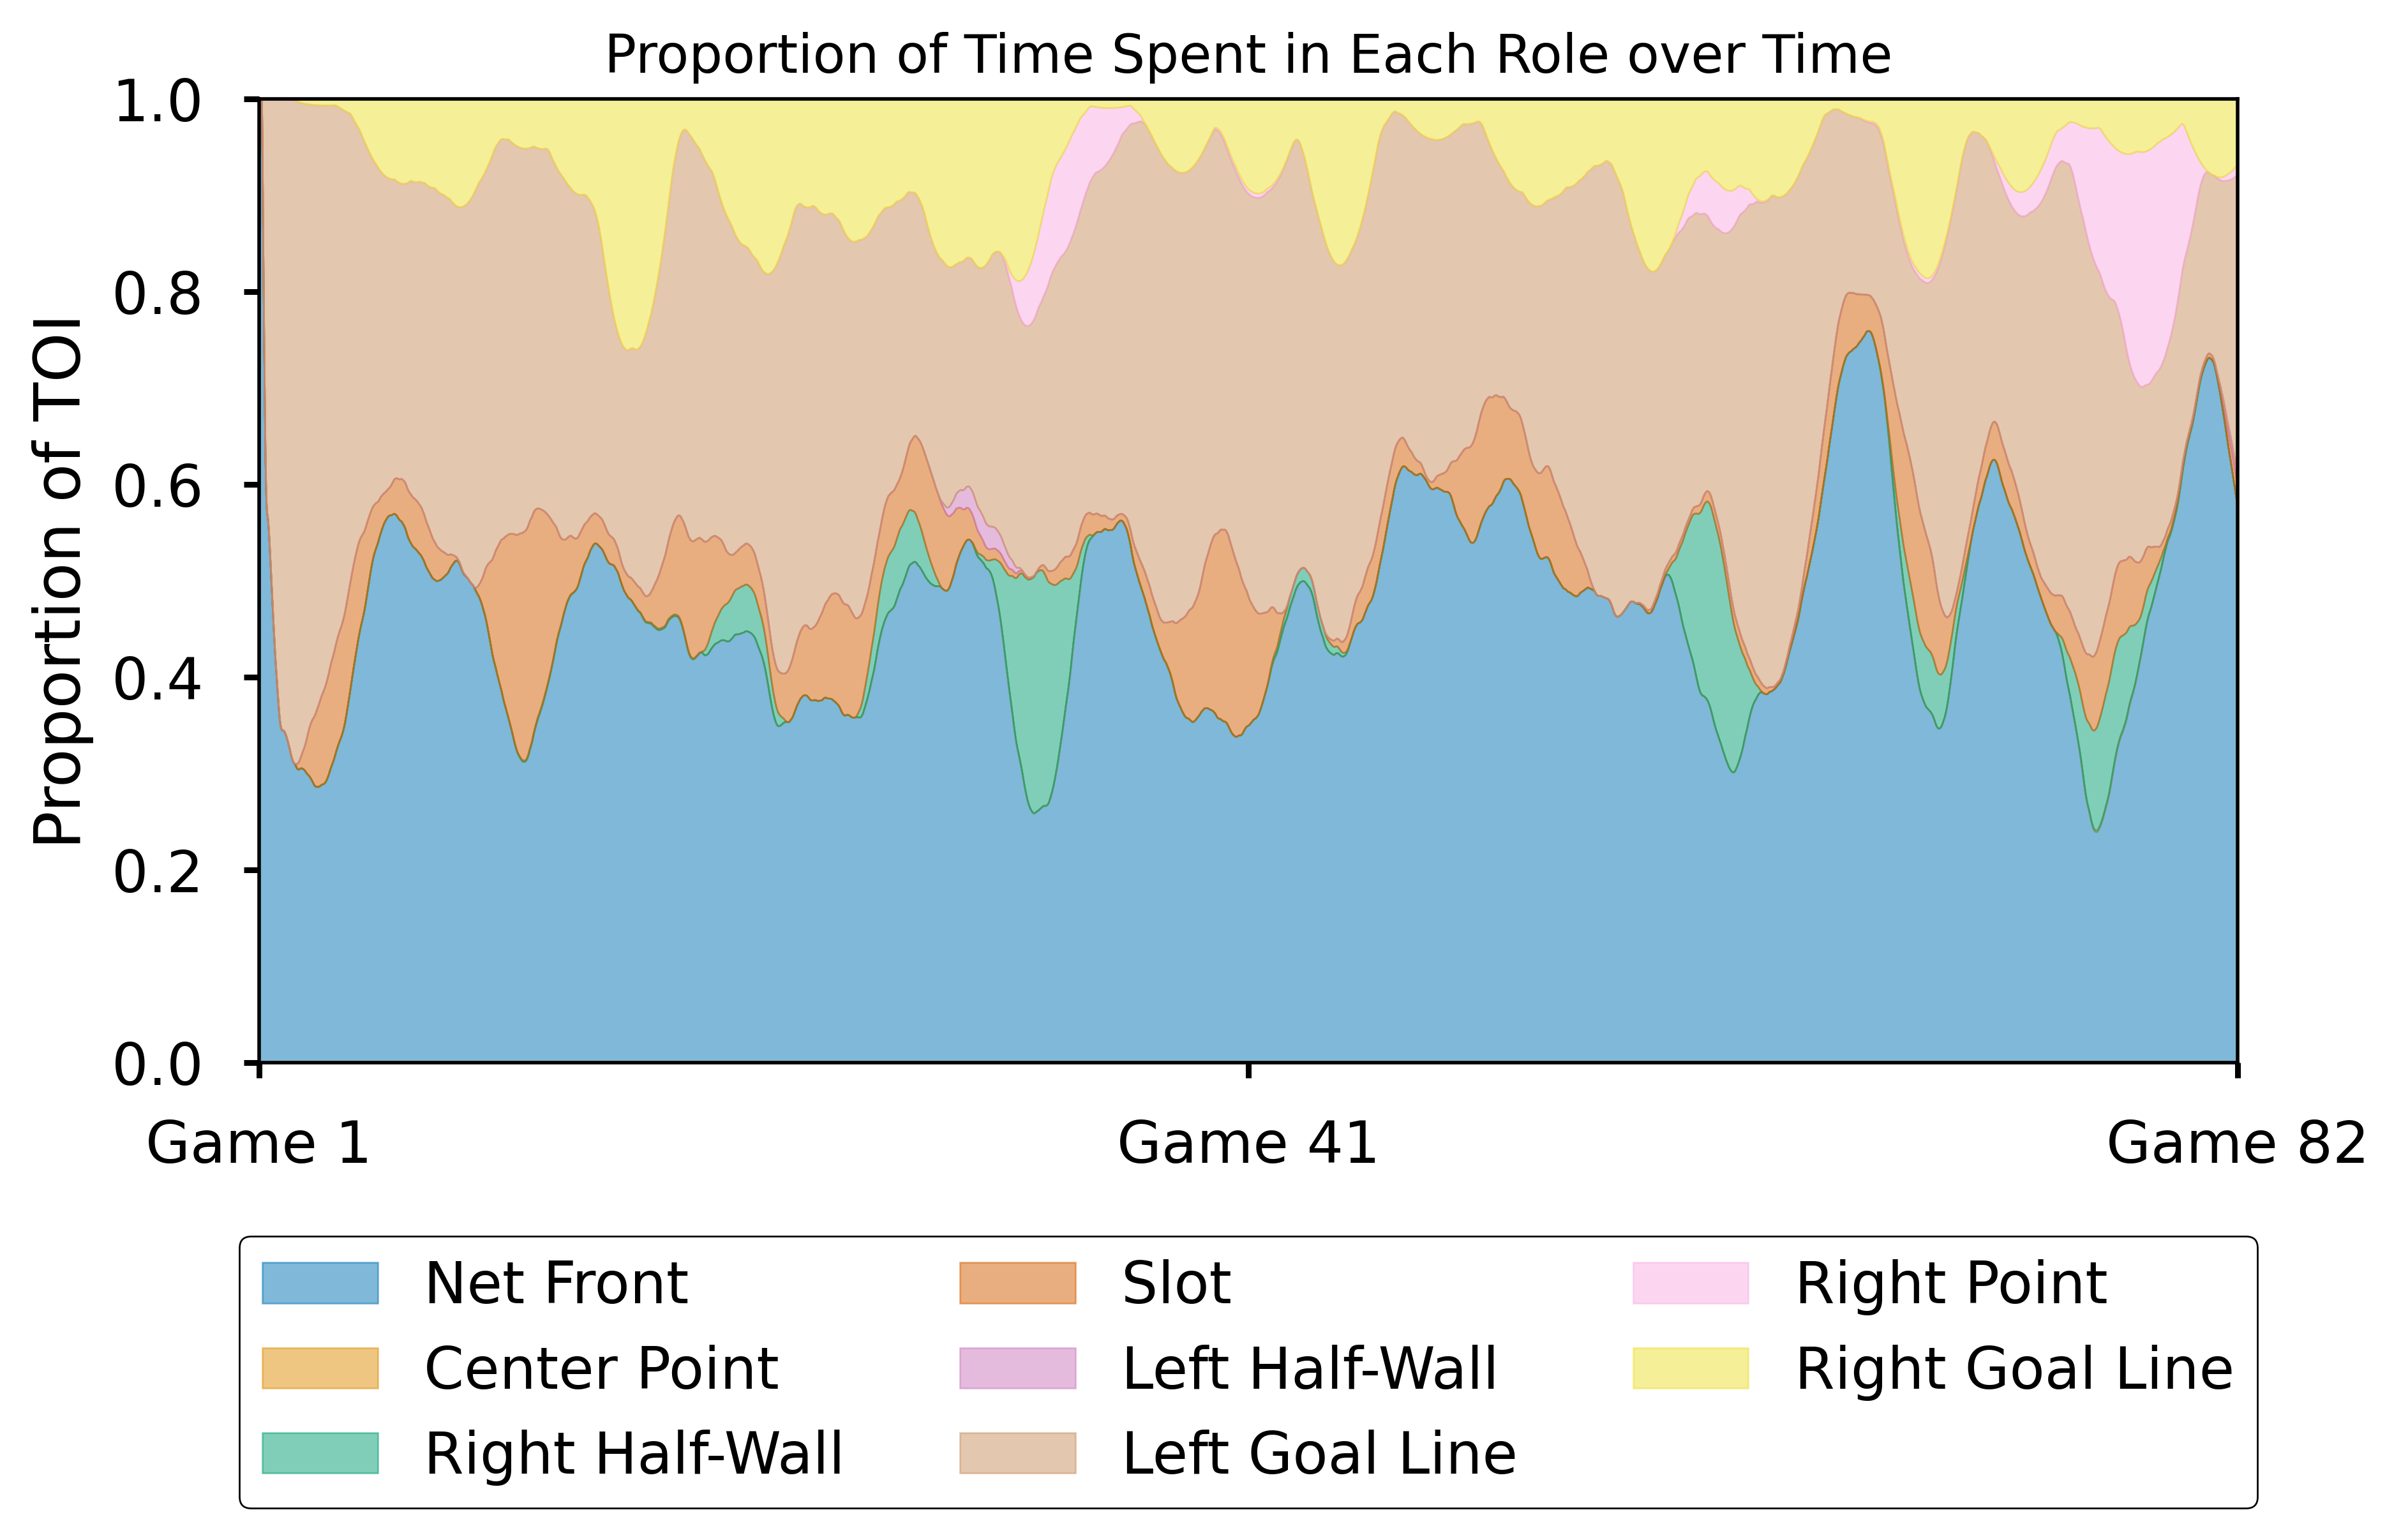 Proportion of Time Spent in Each Role over Time
Proportion of TOI
1.0
0.8
0.6
0.4
0.2
0.0
Game 1
Game 41
Game 82
Net Front
Center Point
Right Half-Wall
Slot
Left Half-Wall
Left Goal Line
Right Point
Right Goal Line